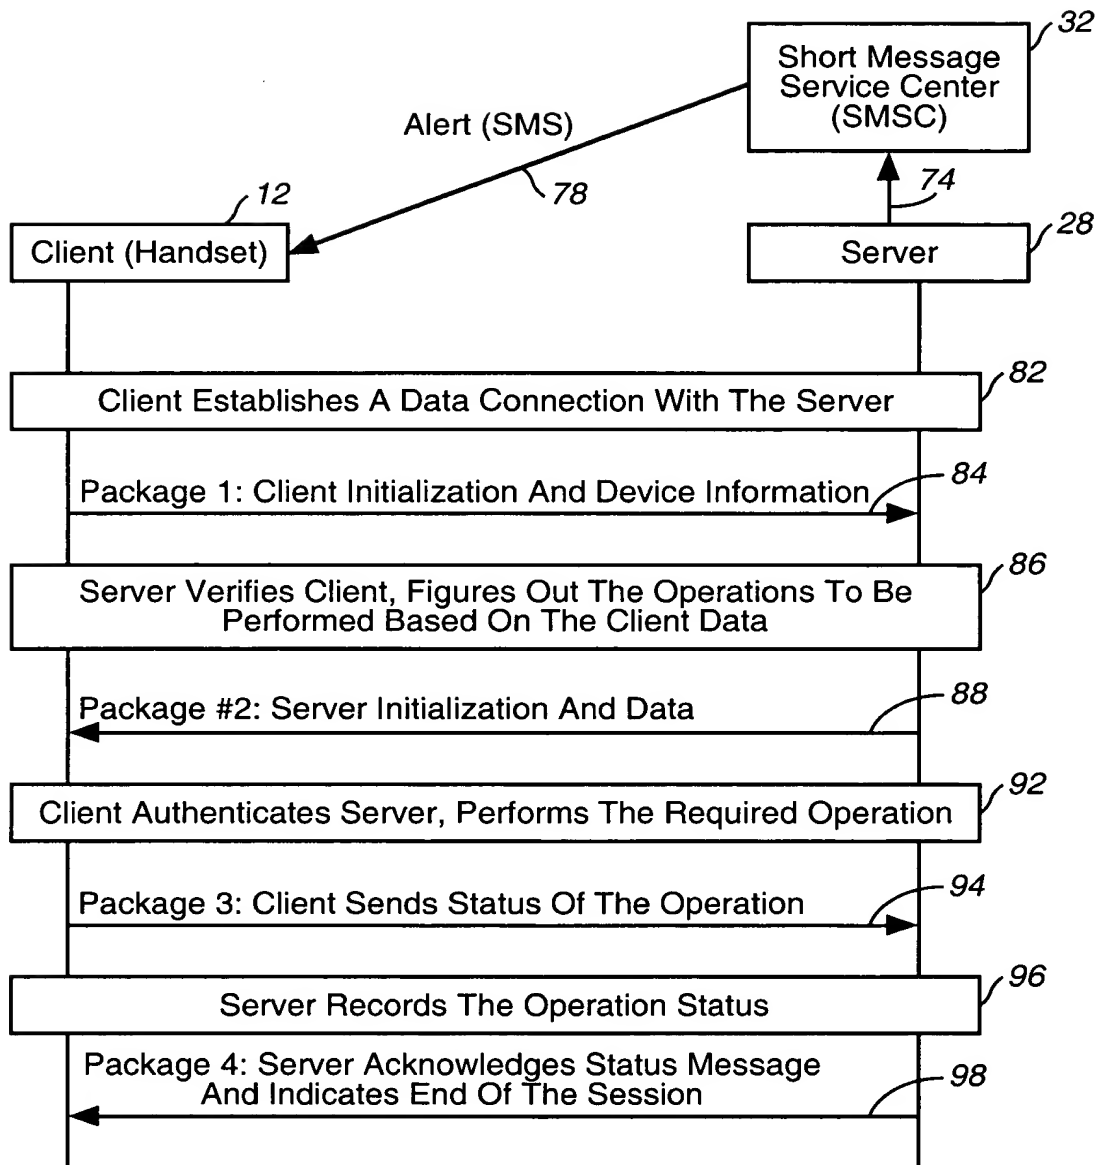 32
Short Message
Service Center
(SMSC)
Alert (SMS)
78
74
12
28
Client (Handset)
Server
82
Client Establishes A Data Connection With The Server
84
Package 1: Client Initialization And Device Information
86
Server Verifies Client, Figures Out The Operations To Be
Performed Based On The Client Data
88
Package #2: Server Initialization And Data
92
Client Authenticates Server, Performs The Required Operation
94
Package 3: Client Sends Status Of The Operation
96
Server Records The Operation Status
Package 4: Server Acknowledges Status Message
And Indicates End Of The Session
98